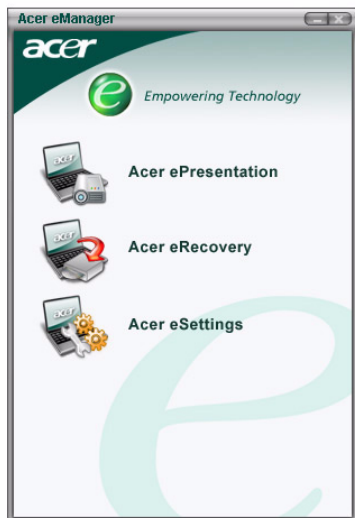 Acer eManager
acer
e Empowering Technology
Acer ePresentation
Acer eRecovery
Acer eSettings